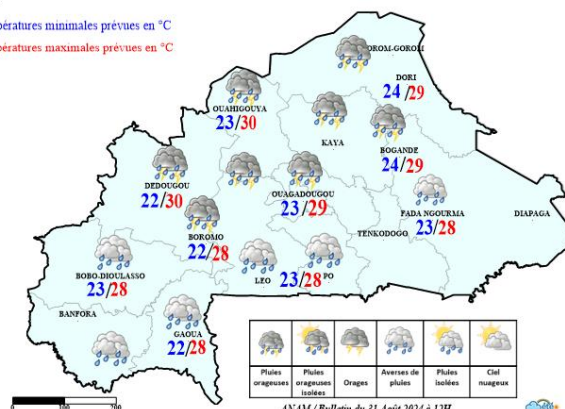 pératures minimales prévues en °C
pératures maximales prévues en °C
OROM-GOROM
DORI
24/29
OUAHIGOUYA
23/30
KAYA
BOGANDE
24/29
DEDOUGOU
22/30
OUAGADOUGOU
23/29
FADA NGOURMA
23/28
DIAPAGA
BOROMO
22/28
TENKODOGO
BOBO-DIOULASSO
23/28
LEO
23/28
PO
BANFORA
GAOUA
22/28
Pluies orageuses
Pluies orageuses isolées
Orages
Averses de pluies
Pluies isolées
Ciel nuageux
100
200
ANAM / Bulletin du 31 Août 2024 à 12H